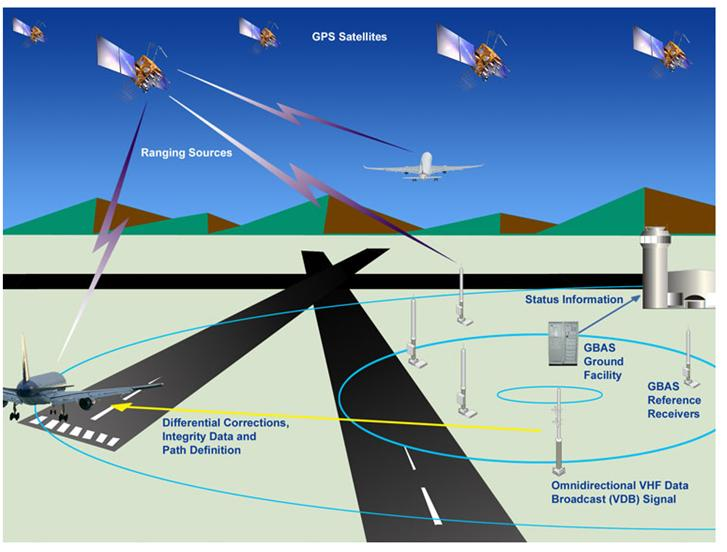 GPS Satellites
Ranging Sources
Status Information
GBAS
Ground
Facility
GBAS
Reference
Receivers
Differential Corrections,
Integrity Data and
Path Definition
Omnidirectional VHF Data
Broadcast (VDB) Signal